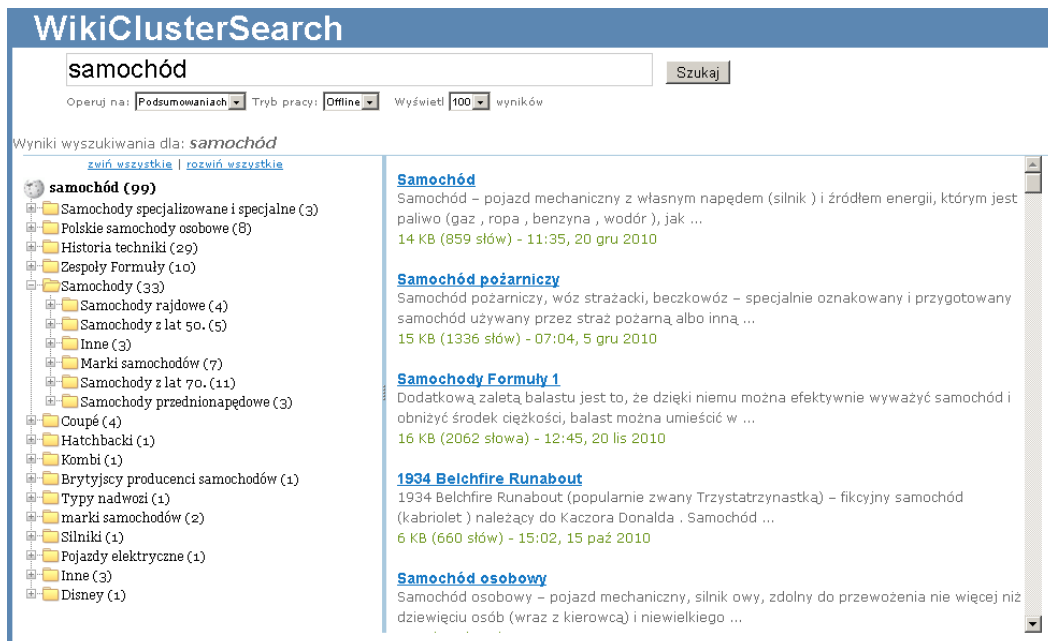 WikiClusterSearch
samochód
Szukaj
Operuj na: Podsumowaniach Tryb pracy: Offline Wyświetl 100 wyników
Wyniki wyszukiwania dla: samochód
zwiń wszystkie | rozwiń wszystkie
samochód (99)
Samochody specjalizowane i specjalne (3)
Polskie samochody osobowe (8)
Historia techniki (29)
Zespoły Formuły (10)
Samochody (33)
Samochody rajdowe (4)
Samochody z lat 50. (5)
Inne (3)
Marki samochodów (7)
Samochody z lat 70. (11)
Samochody przednionapędowe (3)
Coupé (4)
Hatchbacki (1)
Kombi (1)
Brytyjscy producenci samochodów (1)
Typy nadwozi (1)
marki samochodów (2)
Silniki (1)
Pojazdy elektryczne (1)
Inne (3)
Disney (1)
Samochód
Samochód – pojazd mechaniczny z własnym napędem (silnik ) i źródłem energii, którym jest
paliwo (gaz , ropa , benzyna , wodór ), jak ...
14 KB (859 słów) - 11:35, 20 gru 2010
Samochód pożarniczy
Samochód pożarniczy, wóz strażacki, beczkowóz – specjalnie oznakowany i przygotowany
samochód używany przez straż pożarną albo inną ...
15 KB (1336 słów) - 07:04, 5 gru 2010
Samochody Formuły 1
Dodatkową zaletą balastu jest to, że dzięki niemu można efektywnie wyważyć samochód i
obniżyć środek ciężkości, balast można umieścić w ...
16 KB (2062 słowa) - 12:45, 20 lis 2010
1934 Belchfire Runabout
1934 Belchfire Runabout (popularnie zwany Trzystatrzynastką) – fikcyjny samochód
(kabriolet ) należący do Kaczora Donalda . Samochód ...
6 KB (660 słów) - 15:02, 15 paź 2010
Samochód osobowy
Samochód osobowy – pojazd mechaniczny, silnik owy, zdolny do przewożenia nie więcej niż
dziewięciu osób (wraz z kierowcą) i niewielkiego ...